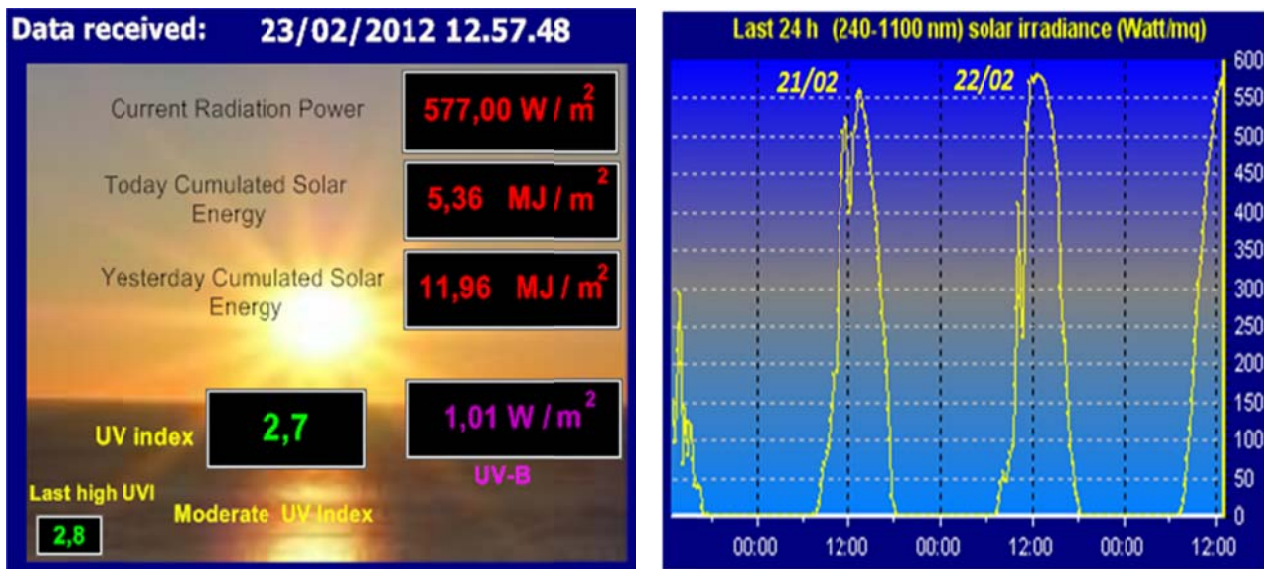 Data received: 23/02/2012 12.57.48
Current Radiation Power
577,00 W / m2
Today Cumulated Solar
Energy
5,36 MJ / m2
Yesterday Cumulated Solar
Energy
11,96 MJ / m2
UV index
2,7
1,01 W / m2
UV-B
Last high UVI
2,8
Moderate UV Index
Last 24 h (240-1100 nm) solar irradiance (Watt/mq)
21/02
22/02
600
550
500
450
400
350
300
250
200
150
100
50
0
00:00 12:00 00:00 12:00 00:00 12:00